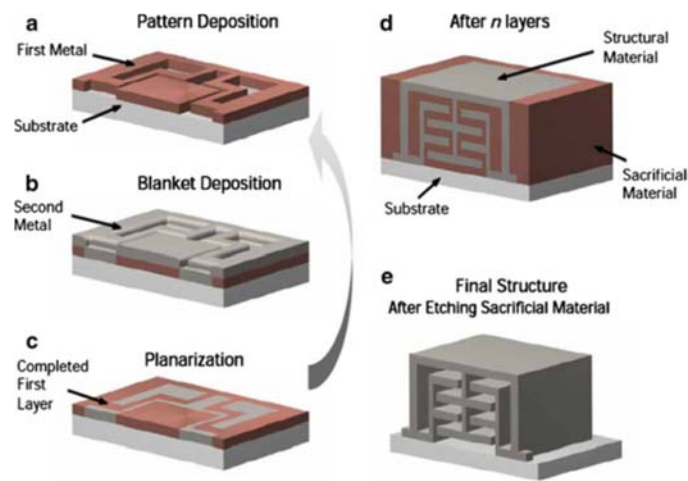 a
Pattern Deposition
First Metal
Substrate
b
Blanket Deposition
Second
Metal
c
Planarization
Completed
First
Layer
d
After n layers
Structural
Material
Sacrificial
Material
Substrate
e
Final Structure
After Etching Sacrificial Material